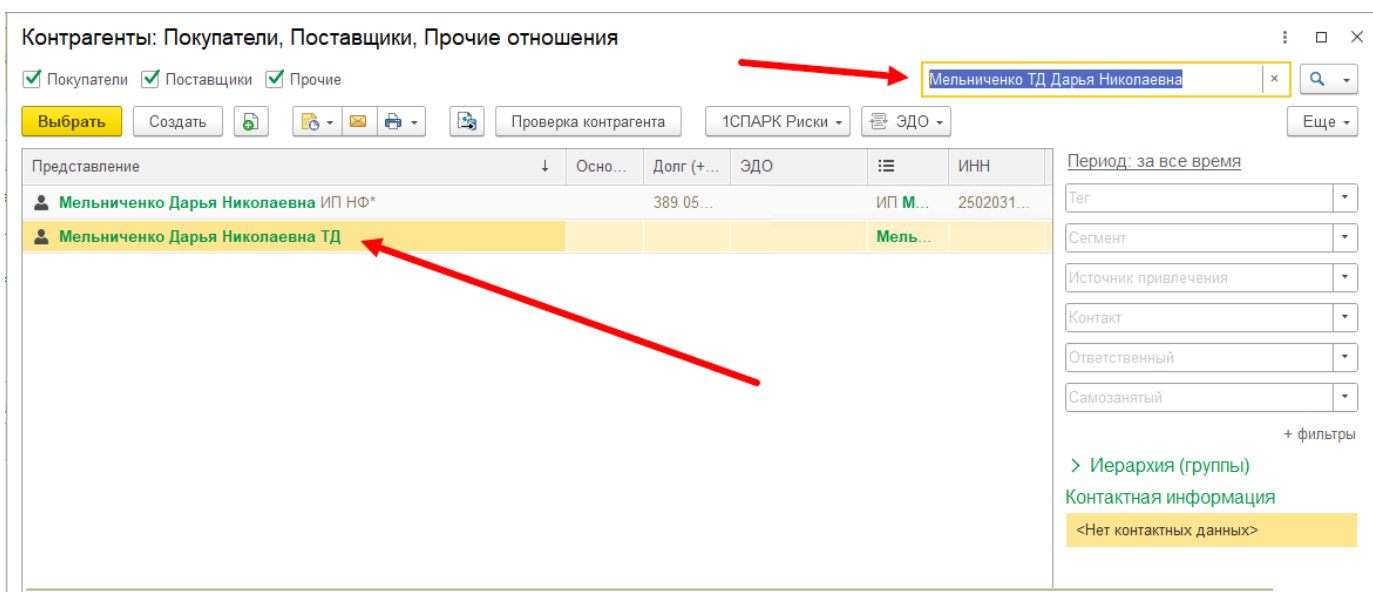 Контрагенты: Покупатели, Поставщики, Прочие отношения
Покупатели Поставщики Прочие
Мельниченко ТД Дарья Николаевна
Выбрать Создать Проверка контрагента 1СПАРК Риски ЭДО Еще
Представление ↓ Осно... Долг (+... ЭДО ИНН
Мельниченко Дарья Николаевна ИП НФ* 389 05... ИП М... 2502031...
Мельниченко Дарья Николаевна ТД Мель...
Период: за все время
Тег
Сегмент
Источник привлечения
Контакт
Ответственный
Самозанятый
+ фильтры
Иерархия (группы)
Контактная информация
<Нет контактных данных>